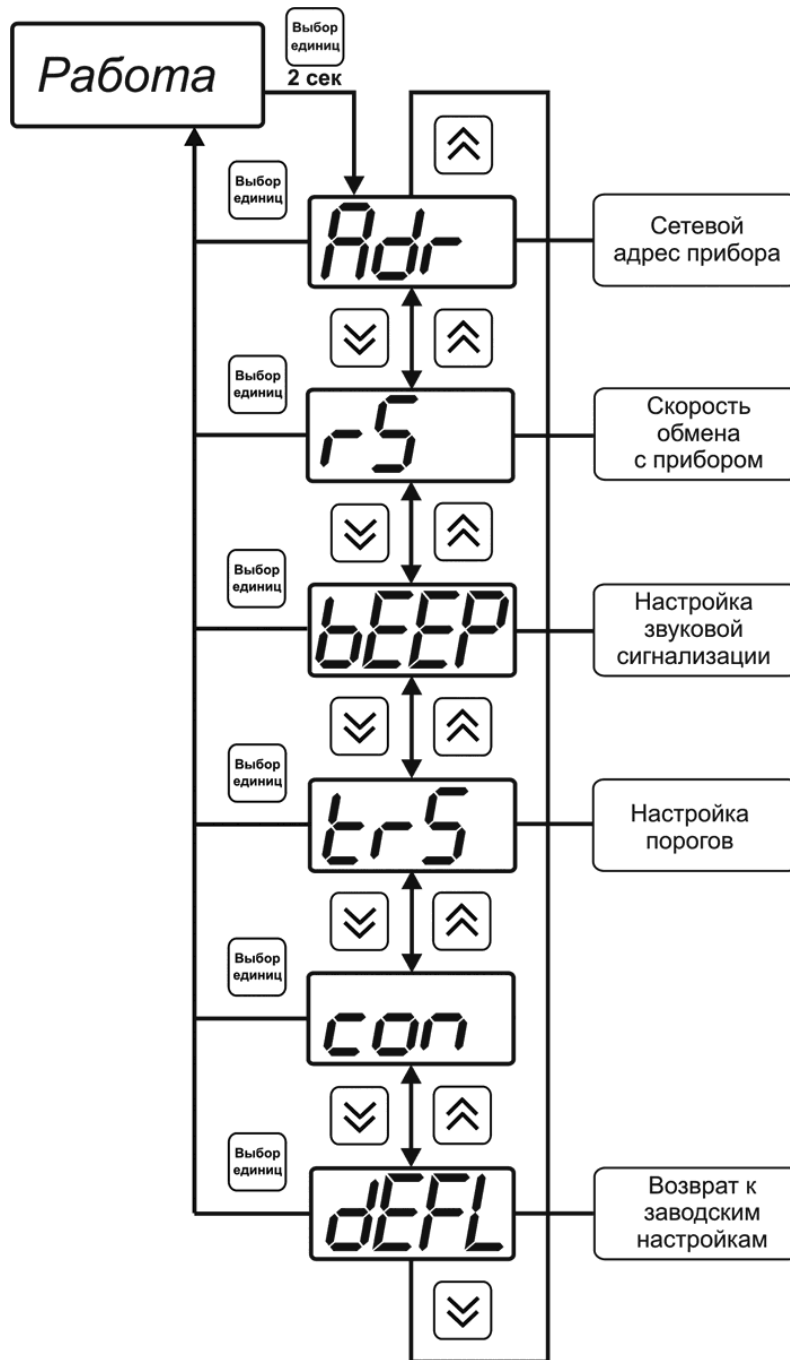 Работа
Выбор
единиц
2 сек
Выбор
единиц
Adr
Сетевой
адрес прибора
Выбор
единиц
rS
Скорость
обмена
с прибором
Выбор
единиц
bEEP
Настройка
звуковой
сигнализации
Выбор
единиц
trS
Настройка
порогов
Выбор
единиц
con
Выбор
единиц
dEFL
Возврат к
заводским
настройкам